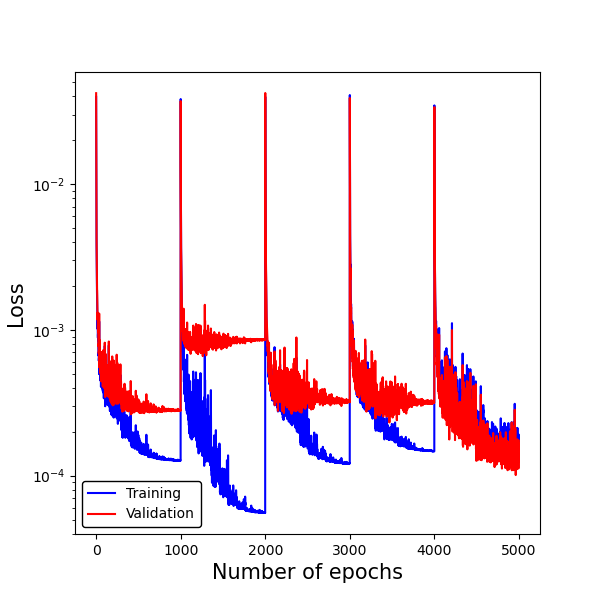 Loss
10⁻²
10⁻³
10⁻⁴
Training
Validation
0 1000 2000 3000 4000 5000
Number of epochs